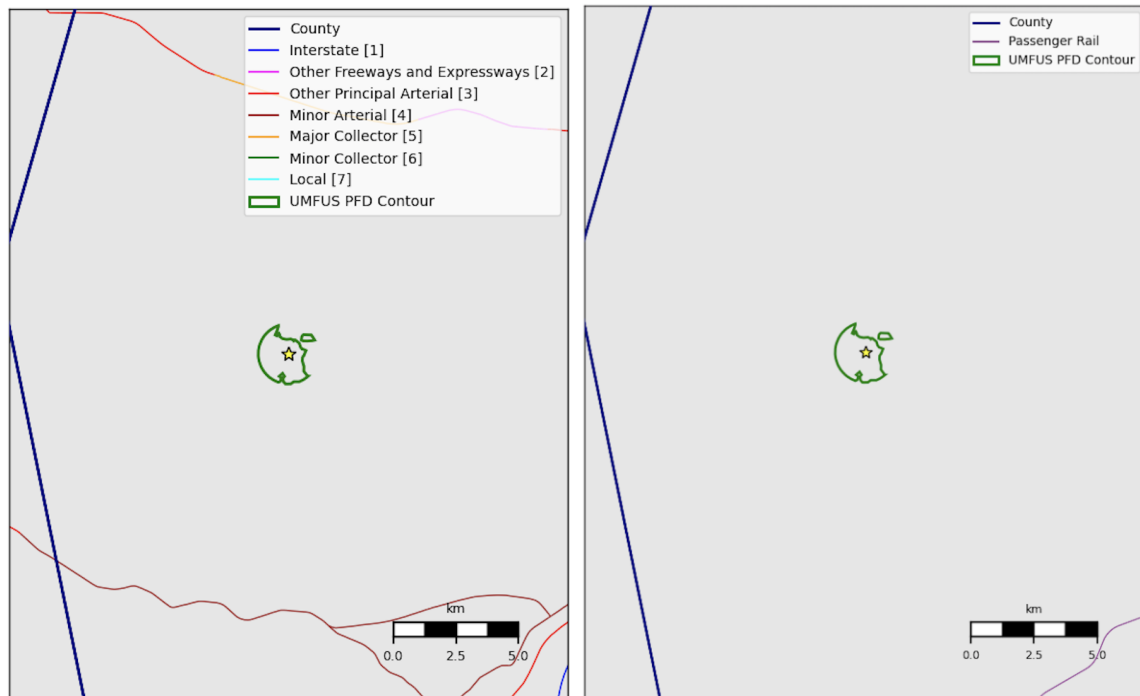 County
Interstate [1]
Other Freeways and Expressways [2]
Other Principal Arterial [3]
Minor Arterial [4]
Major Collector [5]
Minor Collector [6]
Local [7]
UMFUS PFD Contour
km
0.0 2.5 5.0
County
Passenger Rail
UMFUS PFD Contour
km
0.0 2.5 5.0